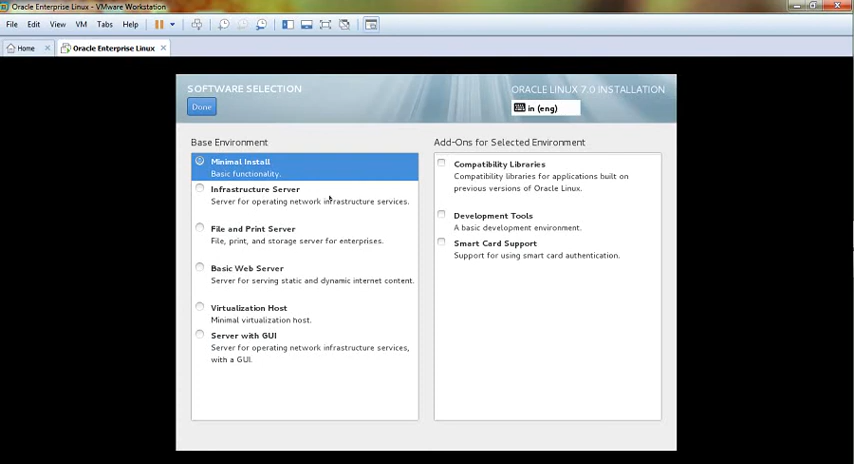 Oracle Enterprise Linux - VMware Workstation
File Edit View VM Tabs Help
Home
Oracle Enterprise Linux
SOFTWARE SELECTION
Done
ORACLE LINUX 7.0 INSTALLATION
in (eng)
Base Environment
Minimal Install
Basic functionality.
Infrastructure Server
Server for operating network infrastructure services.
File and Print Server
File, print, and storage server for enterprises.
Basic Web Server
Server for serving static and dynamic internet content.
Virtualization Host
Minimal virtualization host.
Server with GUI
Server for operating network infrastructure services,
with a GUI.
Add-Ons for Selected Environment
Compatibility Libraries
Compatibility libraries for applications built on
previous versions of Oracle Linux.
Development Tools
A basic development environment.
Smart Card Support
Support for using smart card authentication.